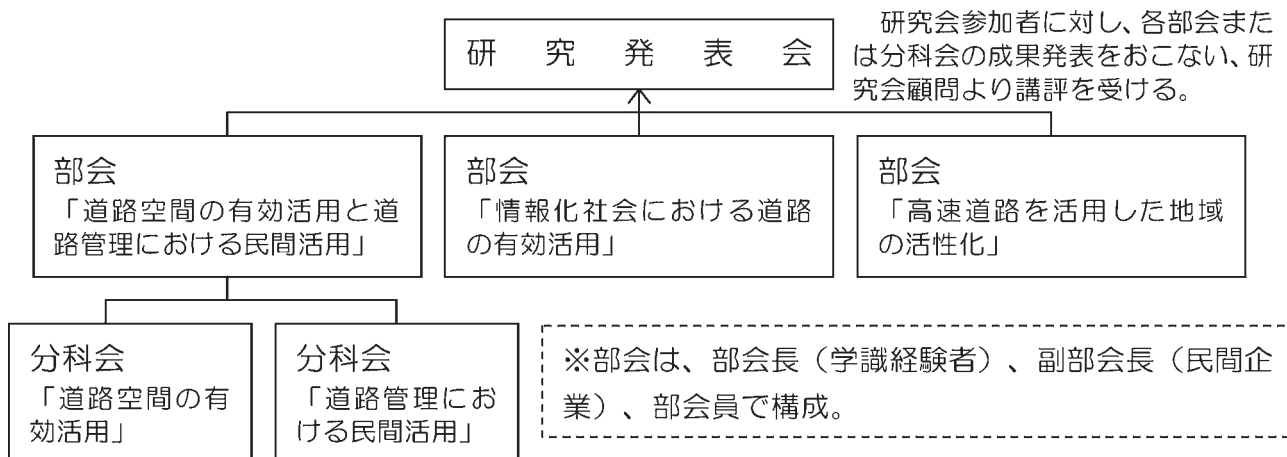 研究発表会
研究会参加者に対し、各部会また
は分科会の成果発表をおこない、研
究会顧問より講評を受ける。
部会
「道路空間の有効活用と道
路管理における民間活用」
部会
「情報化社会における道路
の有効活用」
部会
「高速道路を活用した地域
の活性化」
分科会
「道路空間の有
効活用」
分科会
「道路管理にお
ける民間活用」
※部会は、部会長（学識経験者）、副部会長（民間企
業）、部会員で構成。